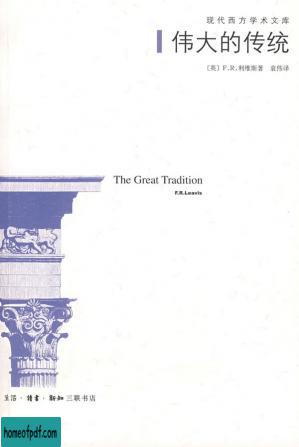 现代西方学术文库
伟大的传统
〔英〕F.R.利维斯著 袁伟译
The Great Tradition
F.R.Leavis
生活·读书·新知三联书店
homeofpdf.com